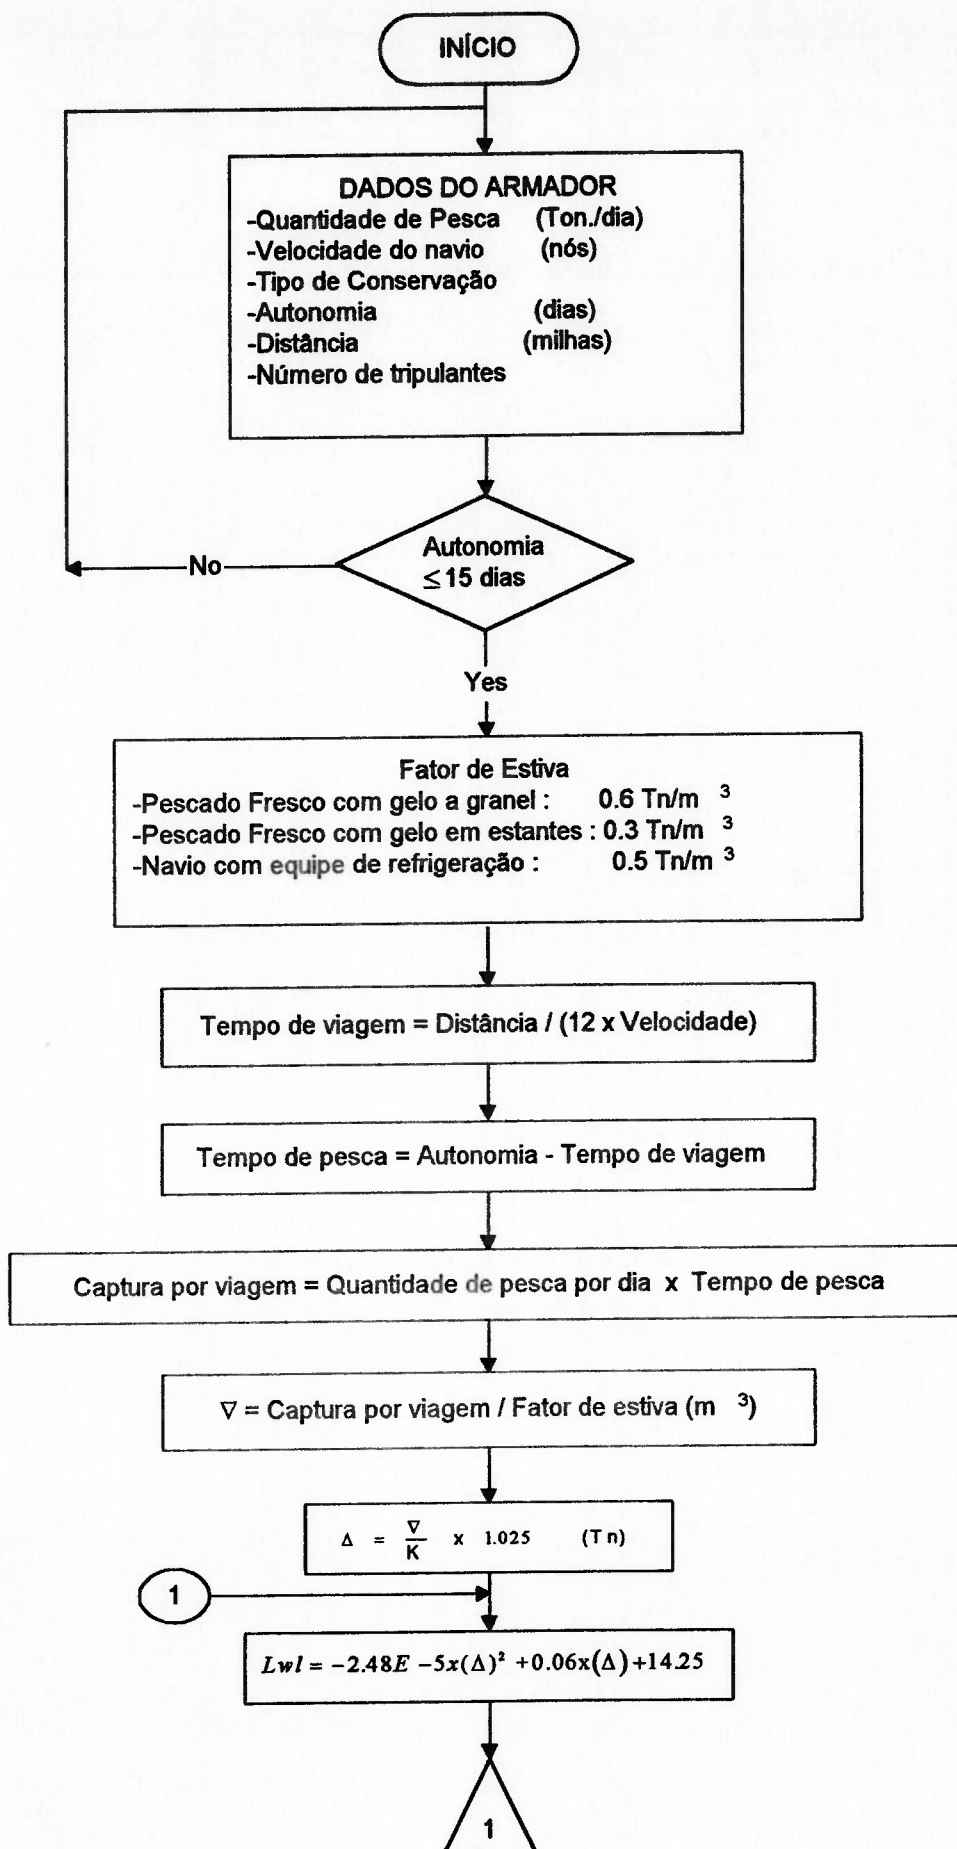 INÍCIO
DADOS DO ARMADOR
-Quantidade de Pesca (Ton./dia)
-Velocidade do navio (nós)
-Tipo de Conservação
-Autonomia (dias)
-Distância (milhas)
-Número de tripulantes
Autonomia
≤15 dias
No
Yes
Fator de Estiva
-Pescado Fresco com gelo a granel : 0.6 Tn/m ³
-Pescado Fresco com gelo em estantes : 0.3 Tn/m ³
-Navio com equipe de refrigeração : 0.5 Tn/m ³
Tempo de viagem = Distância / (12 x Velocidade)
Tempo de pesca = Autonomia - Tempo de viagem
Captura por viagem = Quantidade de pesca por dia x Tempo de pesca
∇ = Captura por viagem / Fator de estiva (m ³)
Δ = ∇/K x 1.025 (Tn)
1
Lwl = -2.48E -5x(Δ)² +0.06x(Δ)+14.25
1